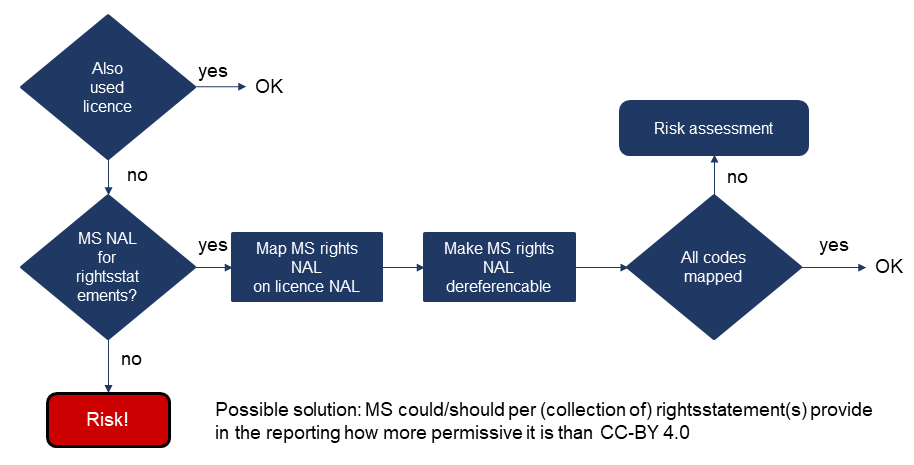 Also
used
licence
yes
OK
no
Risk assessment
no
MS NAL
for
rightsstat
ements?
yes
Map MS rights
NAL
on licence NAL
Make MS rights
NAL
dereferencable
All codes
mapped
yes
OK
no
Risk!
Possible solution: MS could/should per (collection of) rightsstatement(s) provide
in the reporting how more permissive it is than CC-BY 4.0